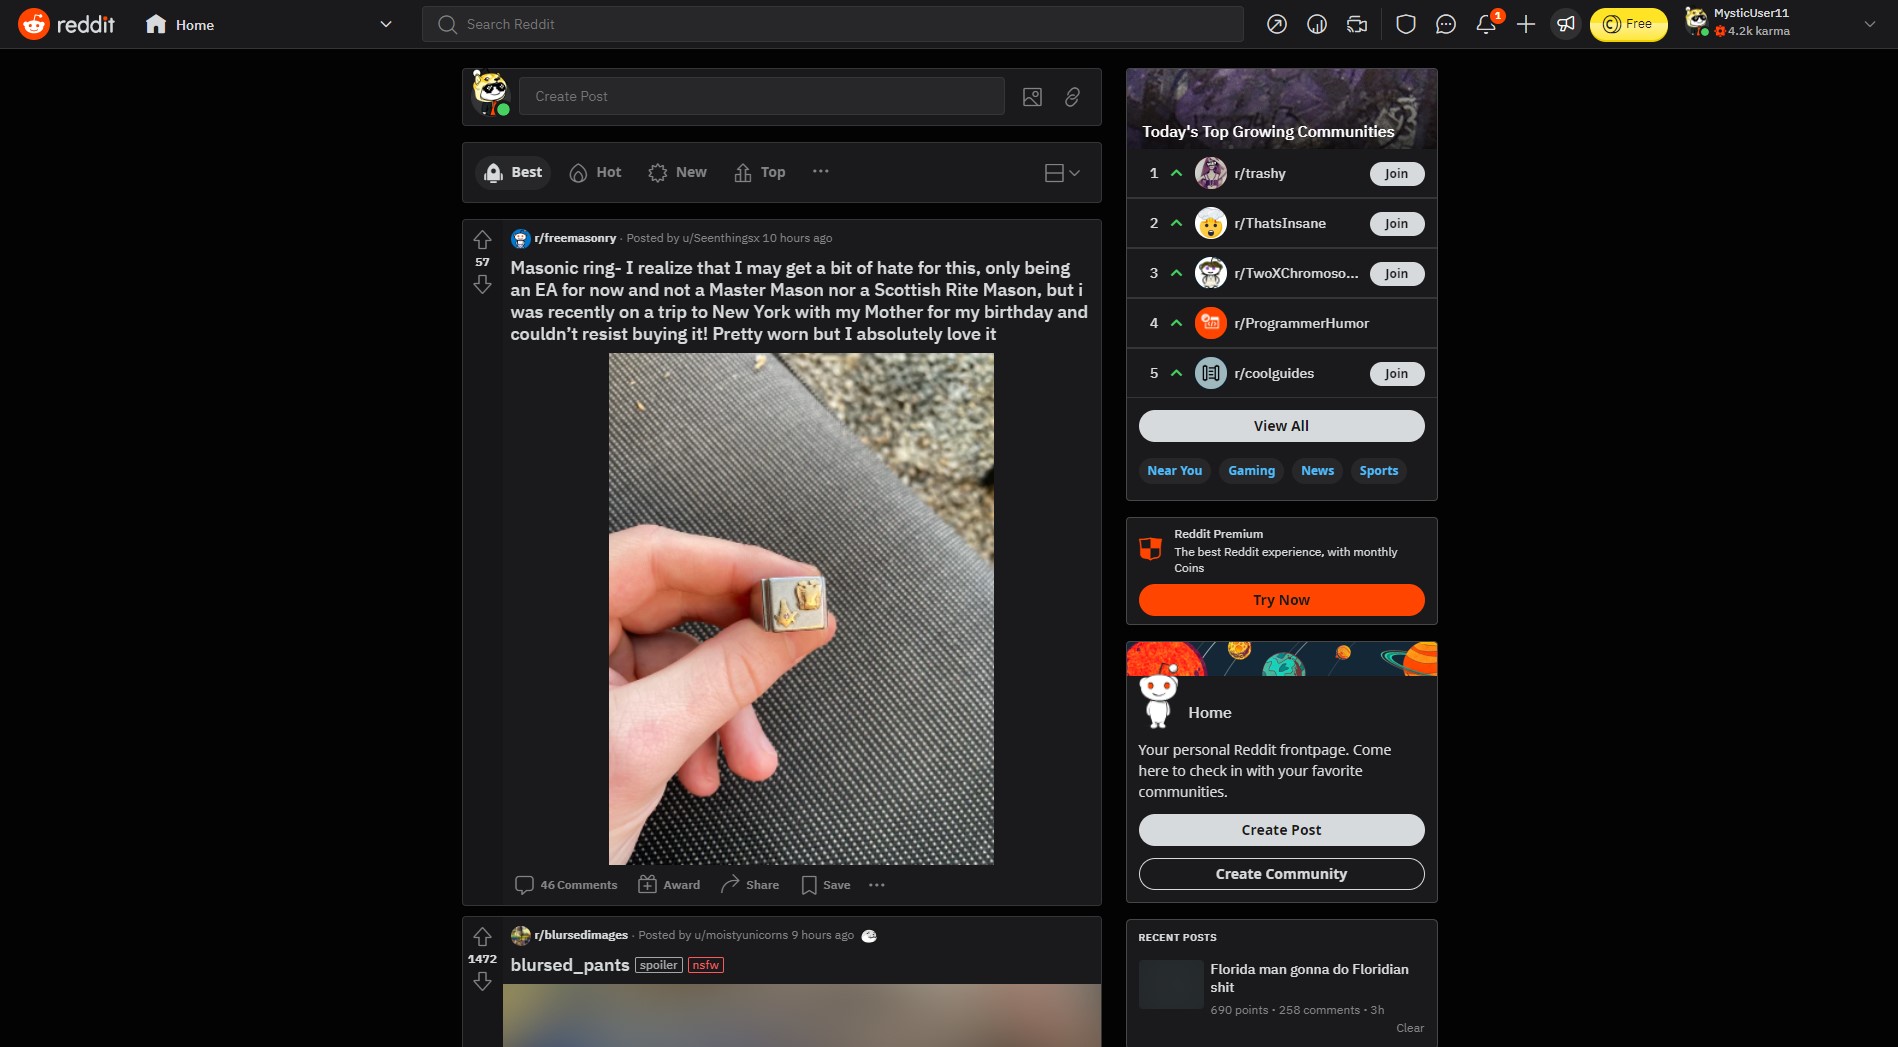 reddit
Home
Search Reddit
1
Free
MysticUser11
4.2k karma
Create Post
Best
Hot
New
Top
57
r/freemasonry · Posted by u/Seenthingsx 10 hours ago
Masonic ring- I realize that I may get a bit of hate for this, only being
an EA for now and not a Master Mason nor a Scottish Rite Mason, but i
was recently on a trip to New York with my Mother for my birthday and
couldn’t resist buying it! Pretty worn but I absolutely love it
46 Comments
Award
Share
Save
1472
r/blursedimages · Posted by u/moistyunicorns 9 hours ago
blursed_pants spoiler nsfw
Today's Top Growing Communities
1 r/trashy Join
2 r/ThatsInsane Join
3 r/TwoXChromoso... Join
4 r/ProgrammerHumor
5 r/coolguides Join
View All
Near You Gaming News Sports
Reddit Premium
The best Reddit experience, with monthly
Coins
Try Now
Home
Your personal Reddit frontpage. Come
here to check in with your favorite
communities.
Create Post
Create Community
RECENT POSTS
Florida man gonna do Floridian
shit
690 points · 258 comments · 3h
Clear